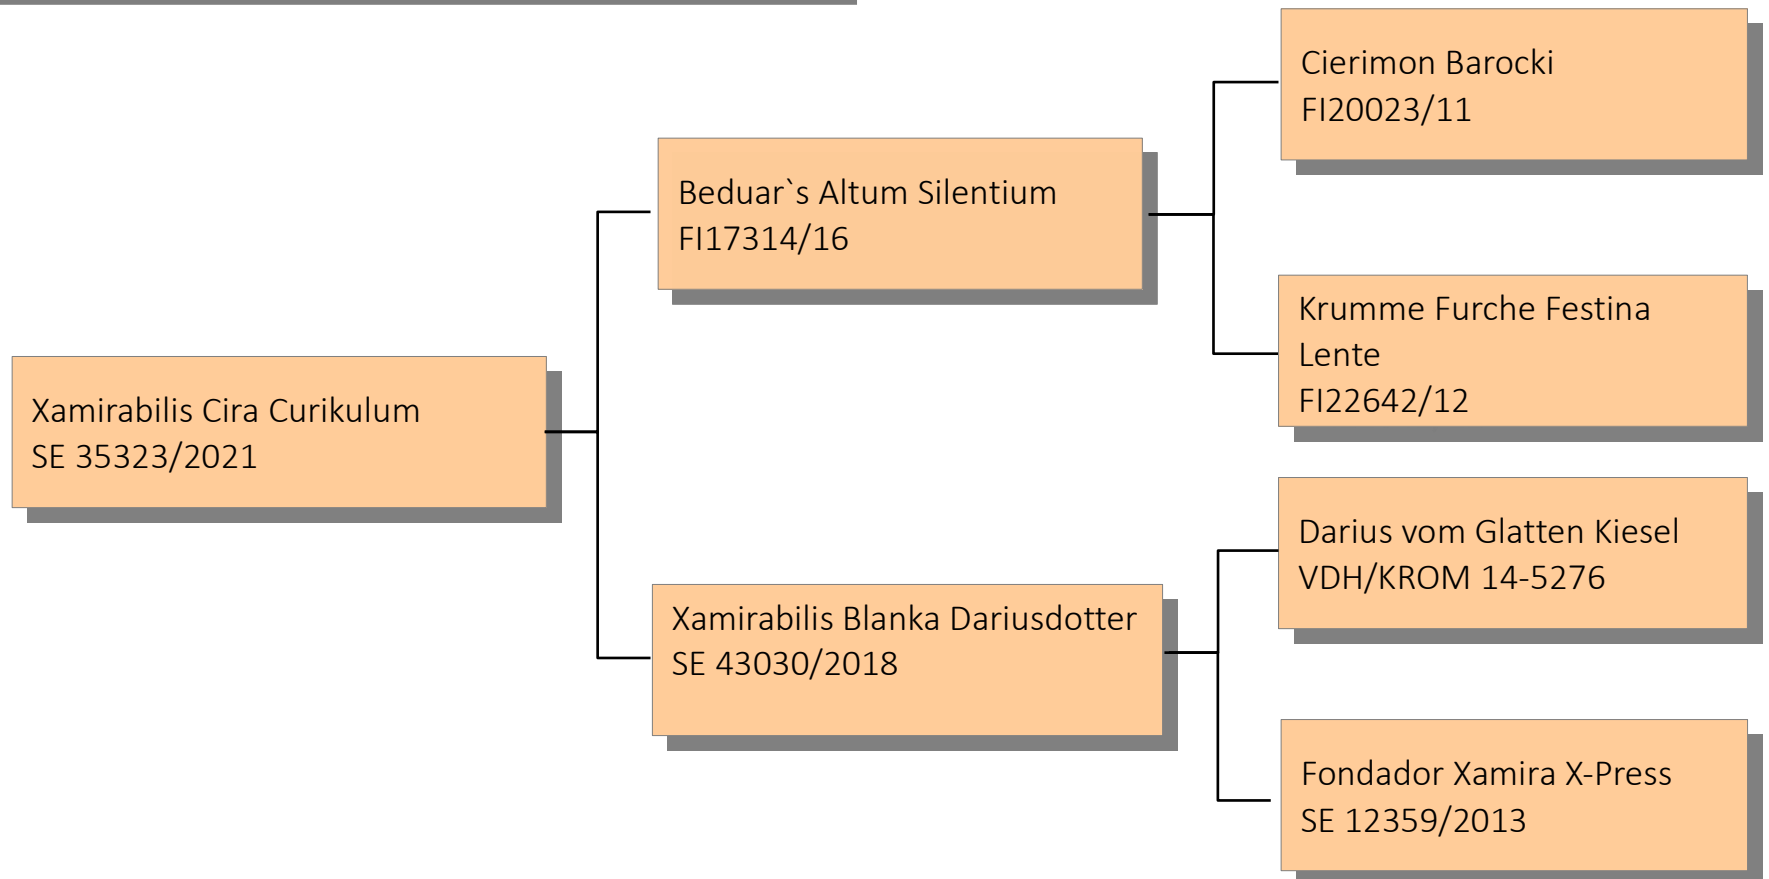 Cierimon Barocki
FI20023/11
Beduar`s Altum Silentium
FI17314/16
Krumme Furche Festina
Lente
FI22642/12
Xamirabilis Cira Curikulum
SE 35323/2021
Darius vom Glatten Kiesel
VDH/KROM 14-5276
Xamirabilis Blanka Dariusdotter
SE 43030/2018
Fondador Xamira X-Press
SE 12359/2013